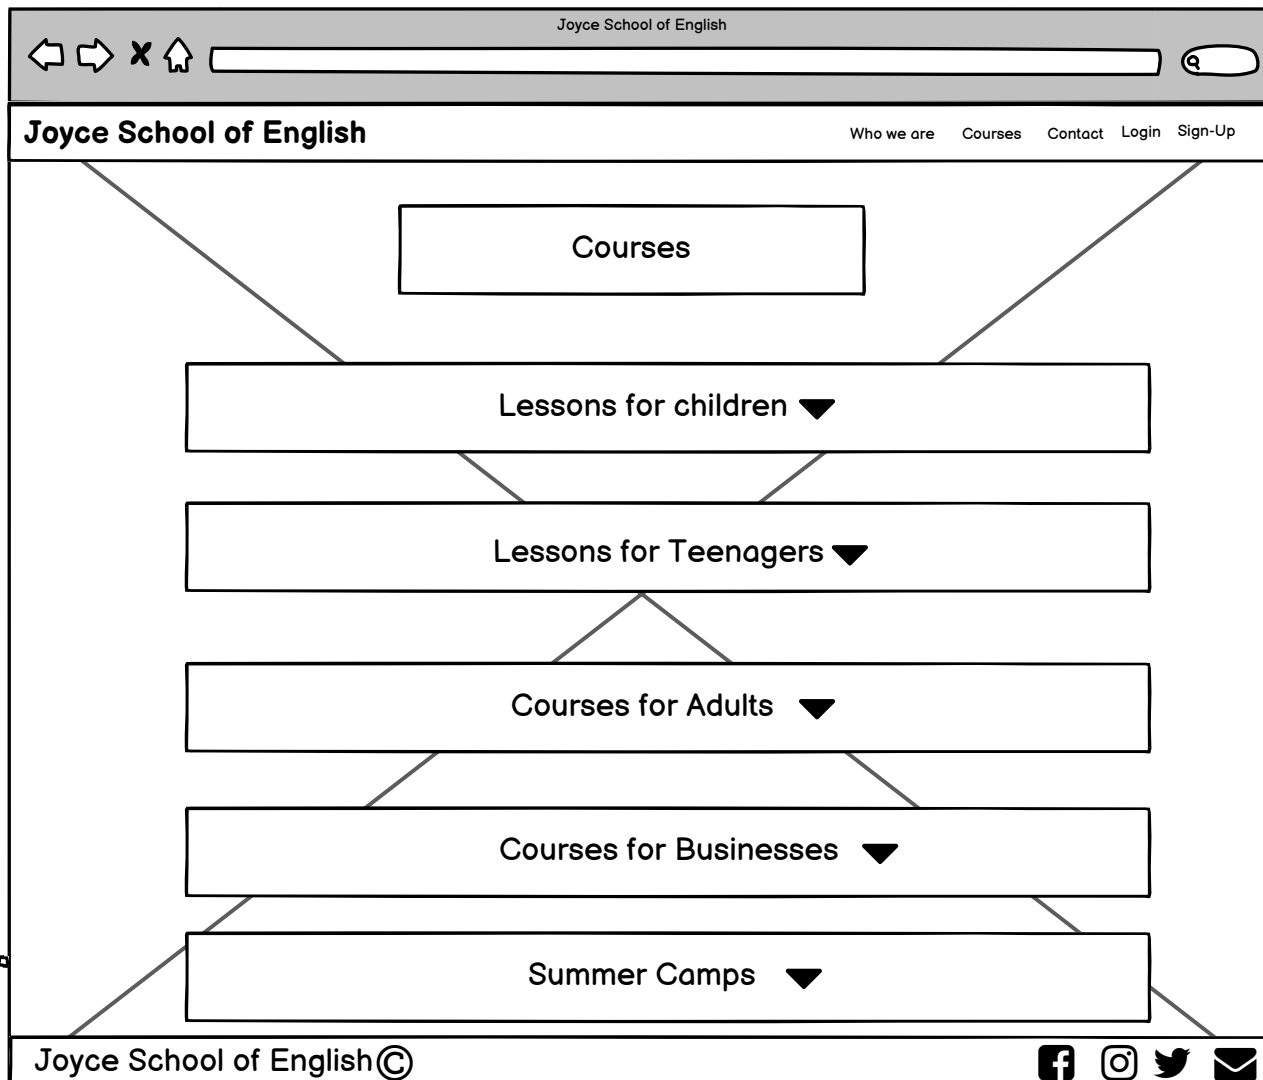 Joyce School of English
Joyce School of English
Who we are Courses Contact Login Sign-Up
Courses
Lessons for children
Lessons for Teenagers
Courses for Adults
Courses for Businesses
Summer Camps
Joyce School of English©